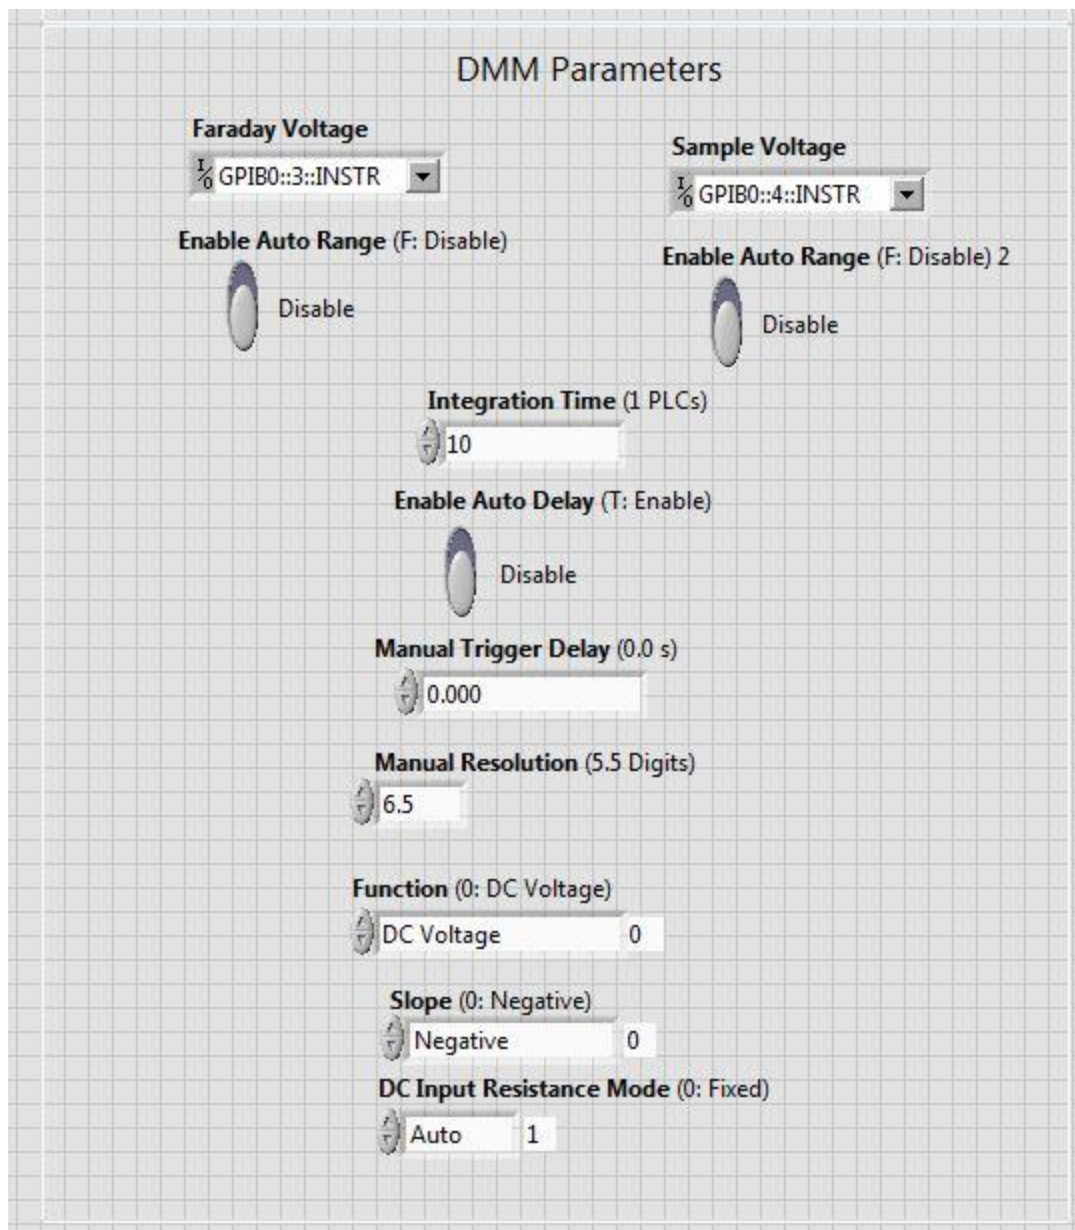 DMM Parameters
Faraday Voltage
I/O GPIB0::3::INSTR
Sample Voltage
I/O GPIB0::4::INSTR
Enable Auto Range (F: Disable)
Disable
Enable Auto Range (F: Disable) 2
Disable
Integration Time (1 PLCs)
10
Enable Auto Delay (T: Enable)
Disable
Manual Trigger Delay (0.0 s)
0.000
Manual Resolution (5.5 Digits)
6.5
Function (0: DC Voltage)
DC Voltage 0
Slope (0: Negative)
Negative 0
DC Input Resistance Mode (0: Fixed)
Auto 1